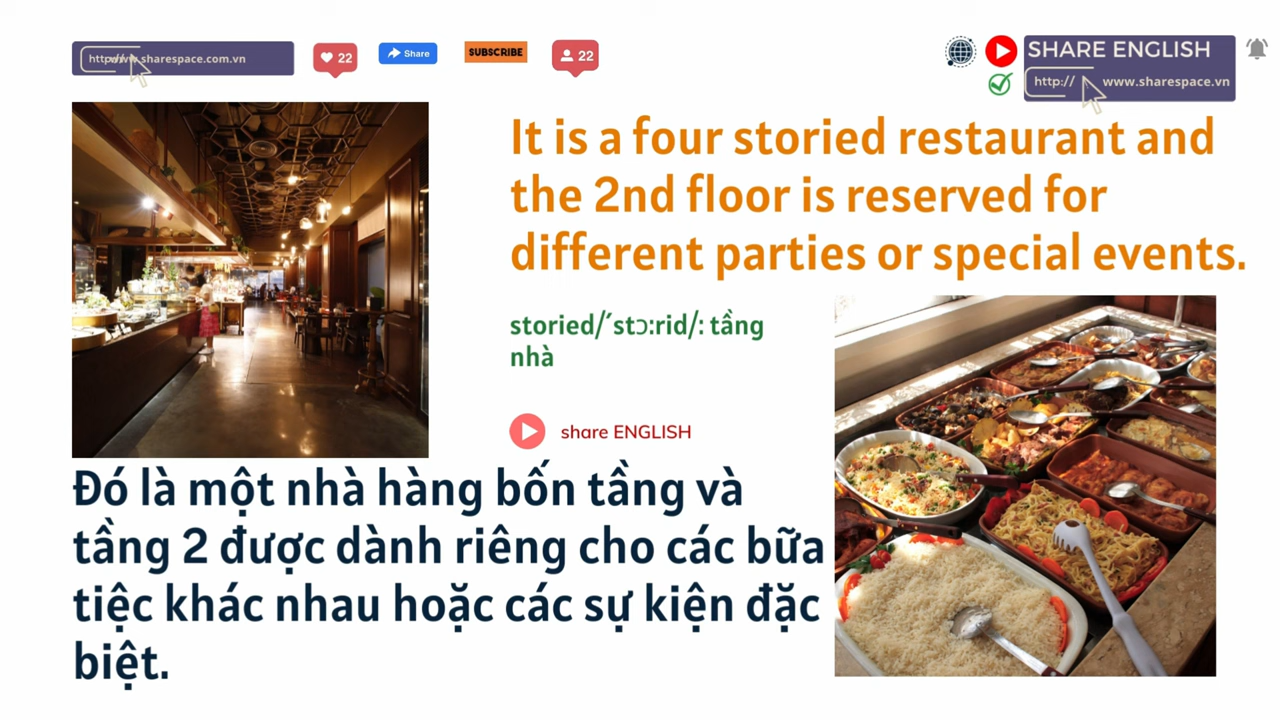 http://www.sharespace.com.vn
22
Share
SUBSCRIBE
22
SHARE ENGLISH
http:// www.sharespace.vn
It is a four storied restaurant and
the 2nd floor is reserved for
different parties or special events.
storied/´stɔ:rid/: tầng
nhà
share ENGLISH
Đó là một nhà hàng bốn tầng và
tầng 2 được dành riêng cho các bữa
tiệc khác nhau hoặc các sự kiện đặc
biệt.